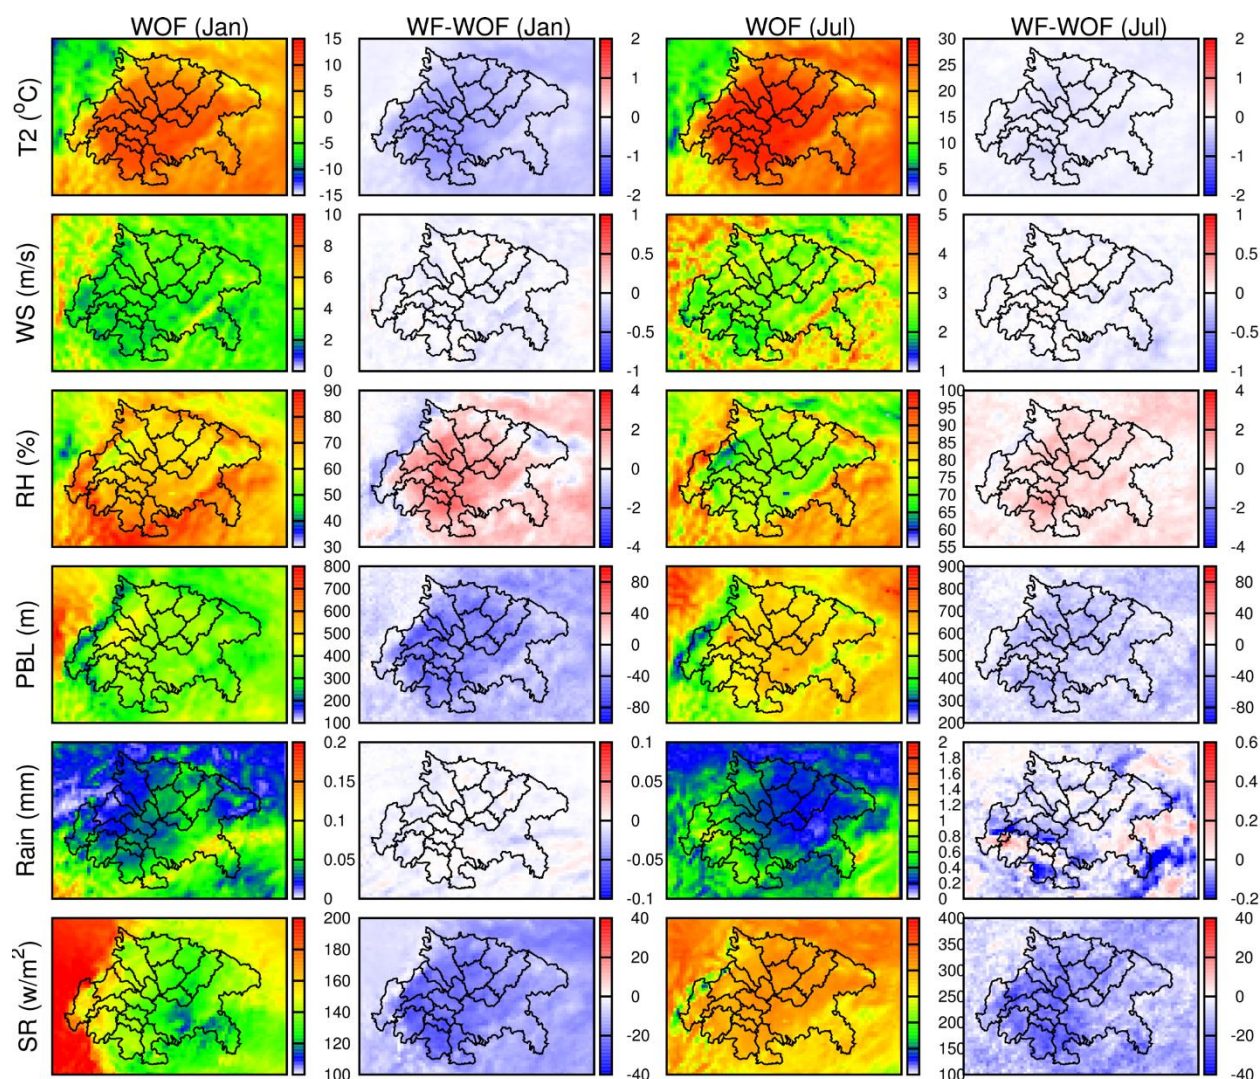 WOF (Jan) WF-WOF (Jan) WOF (Jul) WF-WOF (Jul)
T2 (°C)
15 10 5 0 -5 -10 -15
2 1 0 -1 -2
30 25 20 15 10 5 0
2 1 0 -1 -2
WS (m/s)
10 8 6 4 2 0
1 0.5 0 -0.5 -1
5 4 3 2 1
1 0.5 0 -0.5 -1
RH (%)
90 80 70 60 50 40 30
4 2 0 -2 -4
100 95 90 85 80 75 70 65 60 55
4 2 0 -2 -4
PBL (m)
800 700 600 500 400 300 200 100
80 40 0 -40 -80
900 800 700 600 500 400 300 200
80 40 0 -40 -80
Rain (mm)
0.2 0.15 0.1 0.05 0
0.1 0.05 0 -0.05 -0.1
2 1.8 1.6 1.4 1.2 1 0.8 0.6 0.4 0.2 0
0.6 0.4 0.2 0 -0.2
SR (w/m²)
200 180 160 140 120 100
40 20 0 -20 -40
400 350 300 250 200 150 100
40 20 0 -20 -40